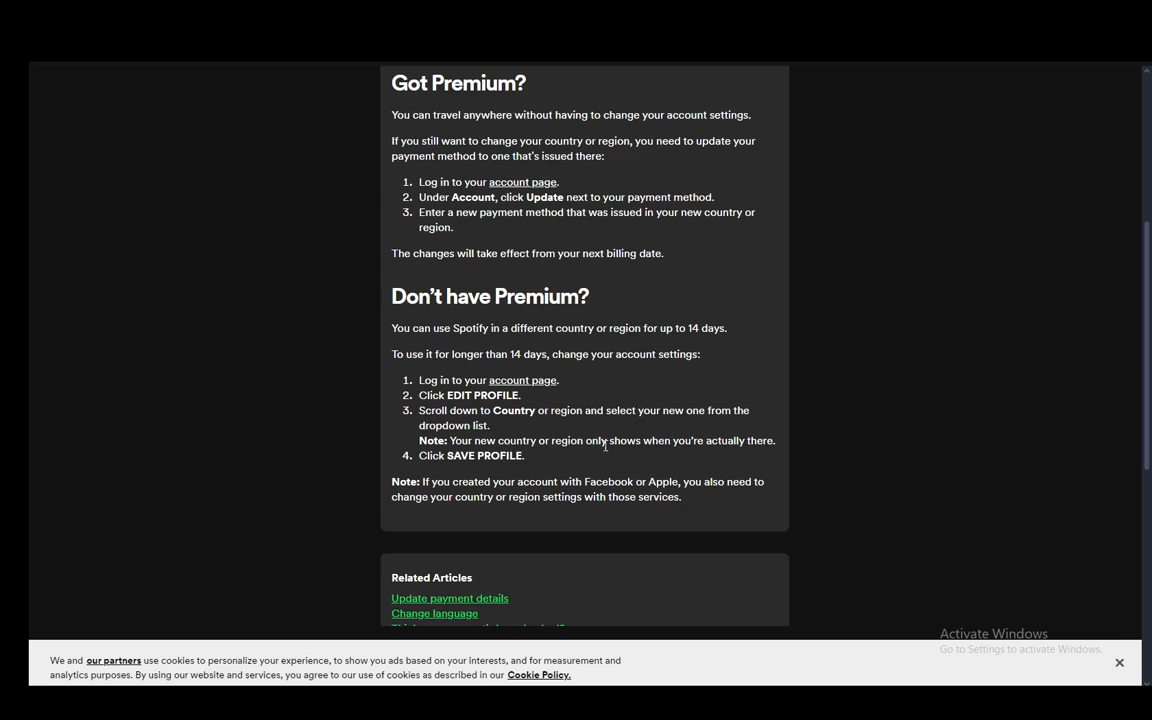 Got Premium?
You can travel anywhere without having to change your account settings.
If you still want to change your country or region, you need to update your
payment method to one that's issued there:
1. Log in to your account page.
2. Under Account, click Update next to your payment method.
3. Enter a new payment method that was issued in your new country or
region.
The changes will take effect from your next billing date.
Don't have Premium?
You can use Spotify in a different country or region for up to 14 days.
To use it for longer than 14 days, change your account settings:
1. Log in to your account page.
2. Click EDIT PROFILE.
3. Scroll down to Country or region and select your new one from the
dropdown list.
Note: Your new country or region only shows when you're actually there.
4. Click SAVE PROFILE.
Note: If you created your account with Facebook or Apple, you also need to
change your country or region settings with those services.
Related Articles
Update payment details
Change language
Activate Windows
Go to Settings to activate Windows.
We and our partners use cookies to personalize your experience, to show you ads based on your interests, and for measurement and
analytics purposes. By using our website and services, you agree to our use of cookies as described in our Cookie Policy.